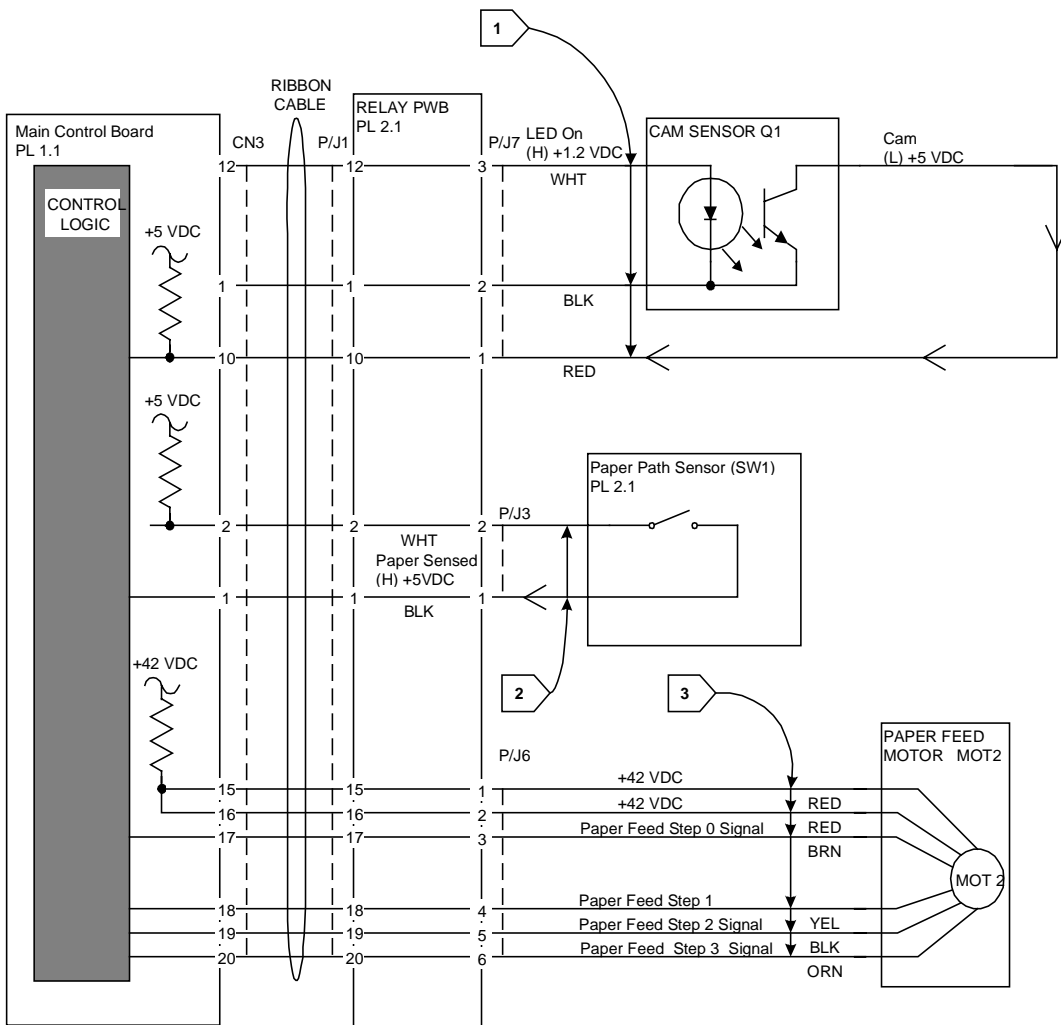 1
RIBBON
CABLE
Main Control Board
PL 1.1
CN3
P/J1
RELAY PWB
PL 2.1
P/J7
LED On
(H) +1.2 VDC
CAM SENSOR Q1
Cam
(L) +5 VDC
12
12
3
WHT
CONTROL
LOGIC
+5 VDC
1
1
2
BLK
10
10
1
RED
+5 VDC
Paper Path Sensor (SW1)
PL 2.1
P/J3
2
2
2
WHT
Paper Sensed
(H) +5VDC
1
1
1
BLK
+42 VDC
2
3
PAPER FEED
MOTOR MOT2
P/J6
15
15
1
+42 VDC
RED
16
16
2
+42 VDC
RED
17
17
3
Paper Feed Step 0 Signal
BRN
MOT 2
18
18
4
Paper Feed Step 1
YEL
19
19
5
Paper Feed Step 2 Signal
BLK
20
20
6
Paper Feed Step 3 Signal
ORN